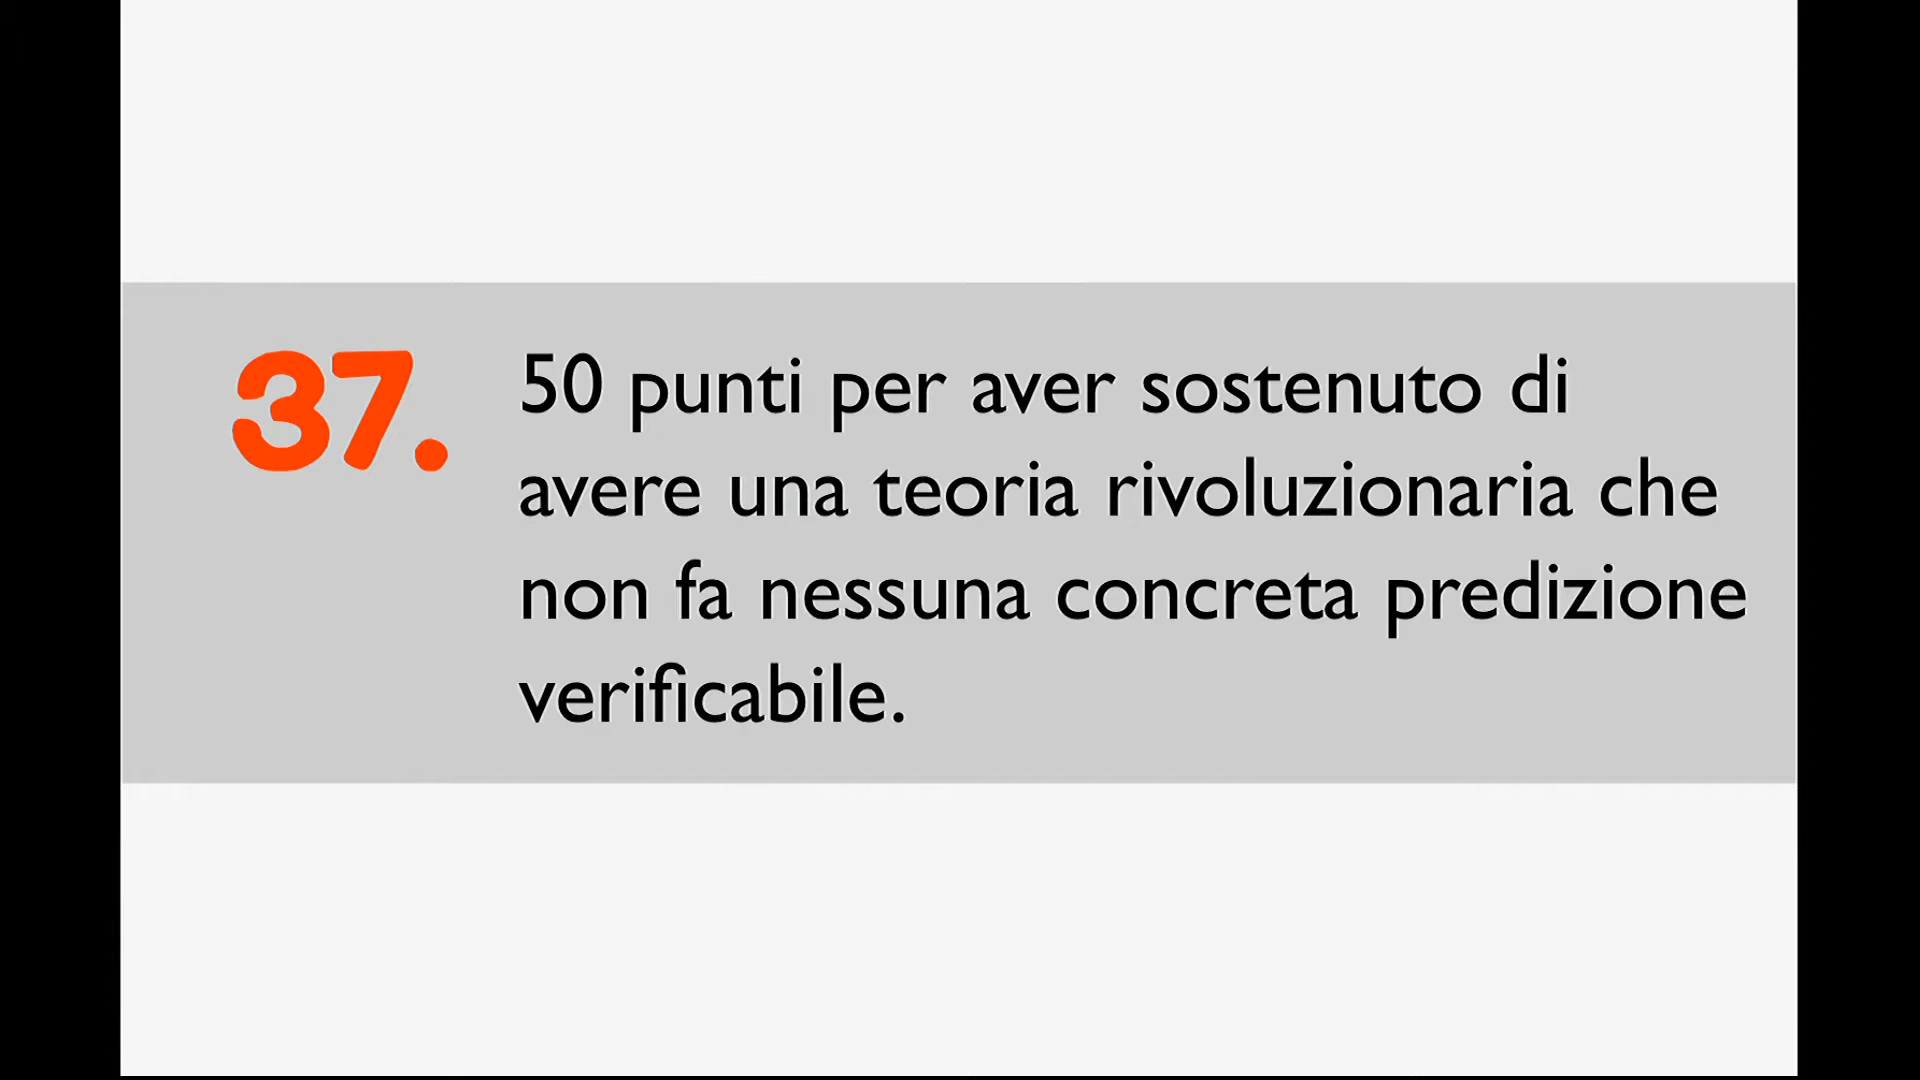 37. 50 punti per aver sostenuto di
avere una teoria rivoluzionaria che
non fa nessuna concreta predizione
verificabile.